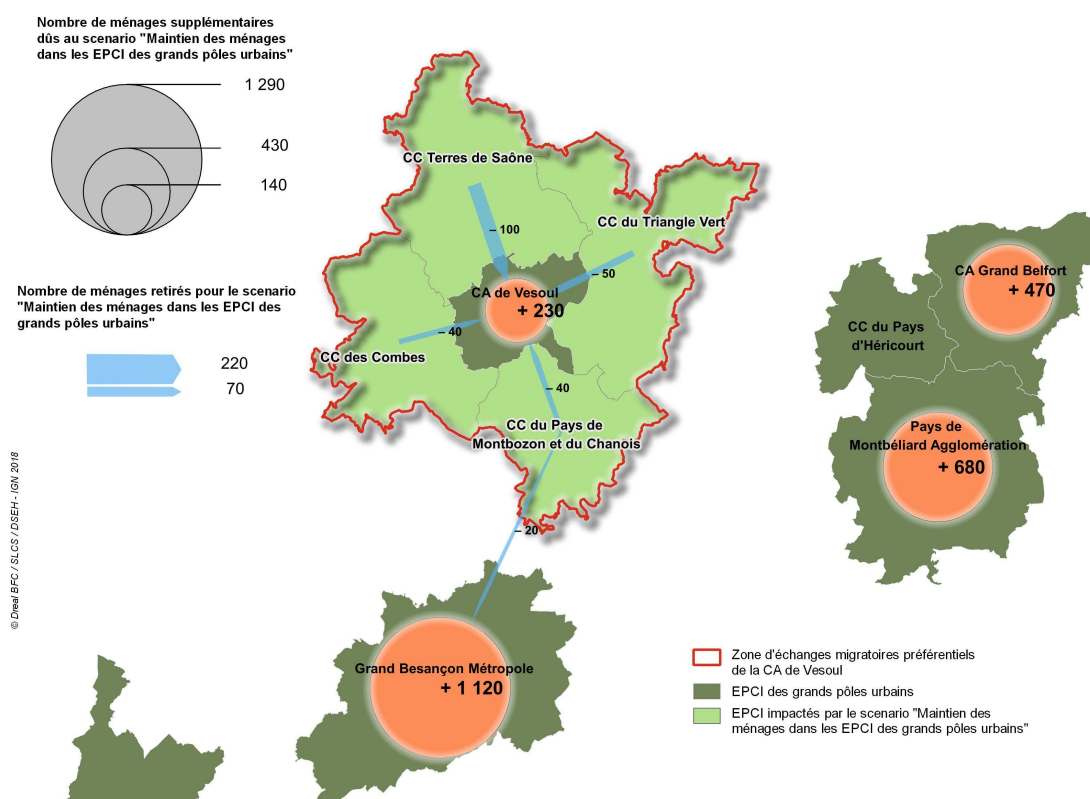 Nombre de ménages supplémentaires
dûs au scenario "Maintien des ménages
dans les EPCI des grands pôles urbains"
1 290
430
140
Nombre de ménages retirés pour le scenario
"Maintien des ménages dans les EPCI des
grands pôles urbains"
220
70
CC Terres de Saône
– 100
CC du Triangle Vert
– 50
CA de Vesoul
+ 230
– 40
CC des Combes
– 40
CC du Pays de
Montbozon et du Chanois
– 20
CA Grand Belfort
+ 470
CC du Pays
d'Héricourt
Pays de
Montbéliard Agglomération
+ 680
Grand Besançon Métropole
+ 1 120
Zone d'échanges migratoires préférentiels
de la CA de Vesoul
EPCI des grands pôles urbains
EPCI impactés par le scenario "Maintien des
ménages dans les EPCI des grands pôles urbains"
© Dreal BFC / SLCS / DSEH - IGN 2018